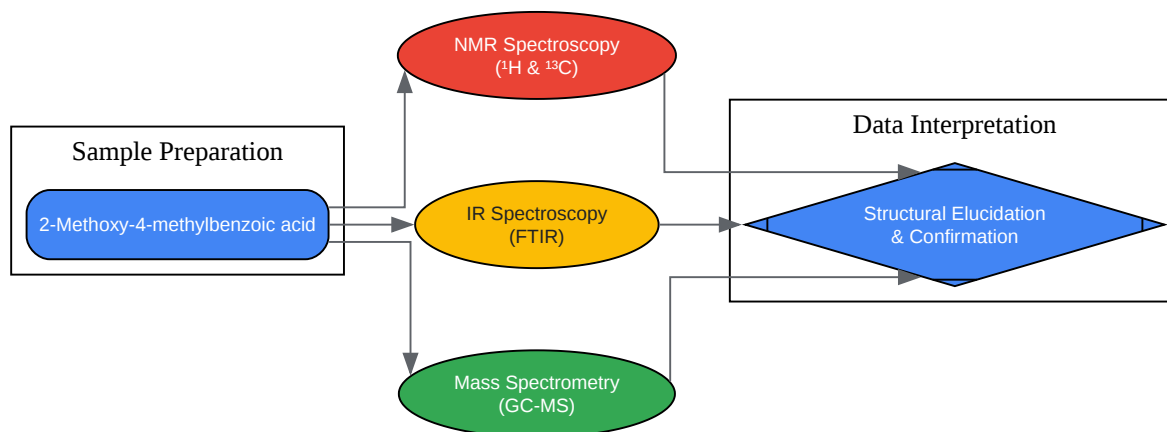 NMR Spectroscopy
(¹H & ¹³C)
Sample Preparation
2-Methoxy-4-methylbenzoic acid
IR Spectroscopy
(FTIR)
Mass Spectrometry
(GC-MS)
Data Interpretation
Structural Elucidation
& Confirmation